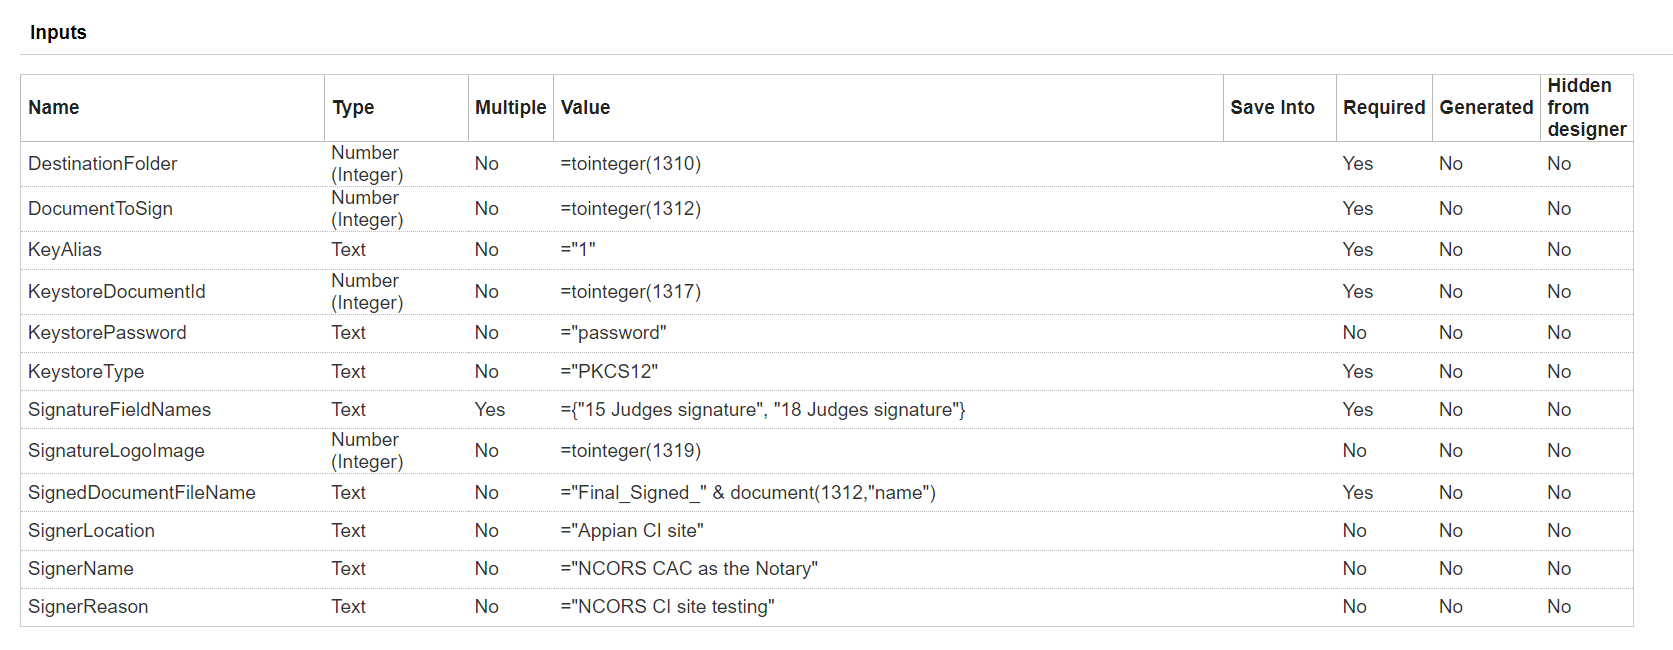 Inputs
Name Type Multiple Value Save Into Required Generated Hidden from designer
DestinationFolder Number (Integer) No =tointeger(1310) Yes No No
DocumentToSign Number (Integer) No =tointeger(1312) Yes No No
KeyAlias Text No ="1" Yes No No
KeystoreDocumentId Number (Integer) No =tointeger(1317) Yes No No
KeystorePassword Text No ="password" No No No
KeystoreType Text No ="PKCS12" Yes No No
SignatureFieldNames Text Yes ={"15 Judges signature", "18 Judges signature"} Yes No No
SignatureLogoImage Number (Integer) No =tointeger(1319) No No No
SignedDocumentFileName Text No ="Final_Signed_" & document(1312,"name") Yes No No
SignerLocation Text No ="Appian CI site" No No No
SignerName Text No ="NCORS CAC as the Notary" No No No
SignerReason Text No ="NCORS CI site testing" No No No